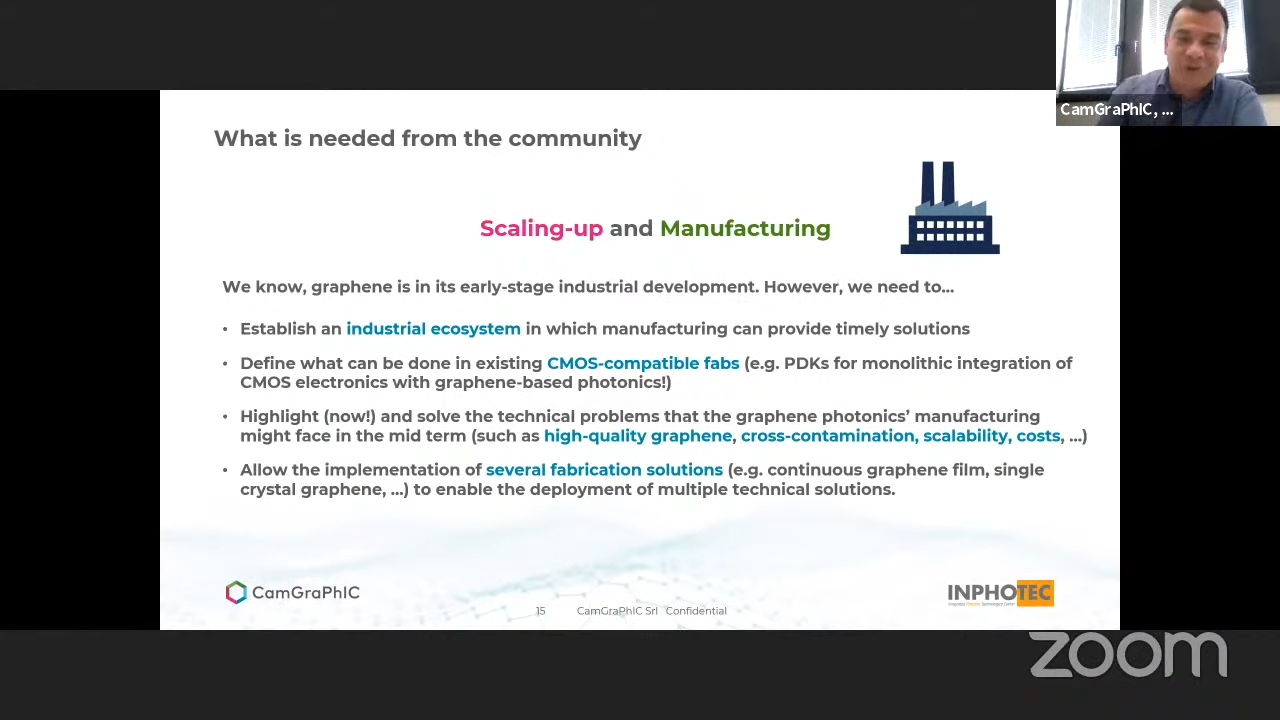 CamGraPhIC, ...
What is needed from the community
Scaling-up and Manufacturing
We know, graphene is in its early-stage industrial development. However, we need to...
• Establish an industrial ecosystem in which manufacturing can provide timely solutions
• Define what can be done in existing CMOS-compatible fabs (e.g. PDKs for monolithic integration of
CMOS electronics with graphene-based photonics!)
• Highlight (now!) and solve the technical problems that the graphene photonics’ manufacturing
might face in the mid term (such as high-quality graphene, cross-contamination, scalability, costs, ...)
• Allow the implementation of several fabrication solutions (e.g. continuous graphene film, single
crystal graphene, ...) to enable the deployment of multiple technical solutions.
CamGraPhIC
15 CamGraPhIC Srl Confidential
INPHOTEC
zoom